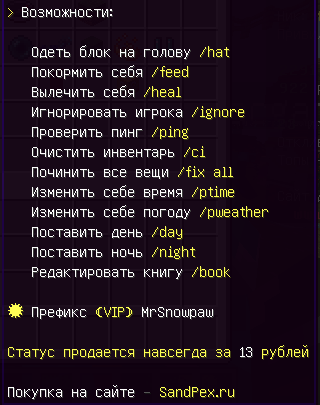 > Возможности:
Одеть блок на голову /hat
Покормить себя /feed
Вылечить себя /heal
Игнорировать игрока /ignore
Проверить пинг /ping
Очистить инвентарь /ci
Починить все вещи /fix all
Изменить себе время /ptime
Изменить себе погоду /pweather
Поставить день /day
Поставить ночь /night
Редактировать книгу /book
✹ Префикс (VIP) MrSnowpaw
Статус продается навсегда за 13 рублей
Покупка на сайте - SandPex.ru